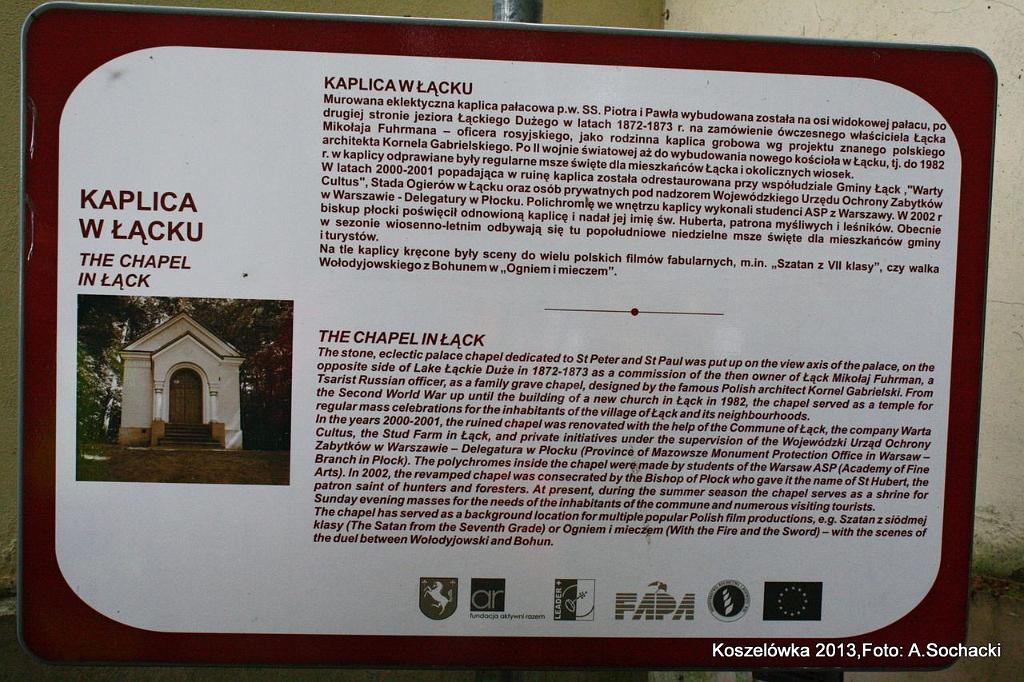 KAPLICA
W ŁĄCKU
THE CHAPEL
IN ŁĄCK
KAPLICA W ŁĄCKU
Murowana eklektyczna kaplica pałacowa p.w. SS. Piotra i Pawła wybudowana została na osi widokowej pałacu, po
drugiej stronie jeziora Łąckiego Dużego w latach 1872-1873 r. na zamówienie ówczesnego właściciela Łącka
Mikołaja Fuhrmana – oficera rosyjskiego, jako rodzinna kaplica grobowa wg projektu znanego polskiego
architekta Kornela Gabrielskiego. Po II wojnie światowej aż do wybudowania nowego kościoła w Łącku, tj. do 1982
r. w kaplicy odprawiane były regularne msze święte dla mieszkańców Łącka i okolicznych wiosek.
W latach 2000-2001 popadająca w ruinę kaplica została odrestaurowana przy współudziale Gminy Łąck ,"Warty
Cultus", Stada Ogierów w Łącku oraz osób prywatnych pod nadzorem Wojewódzkiego Urzędu Ochrony Zabytków
w Warszawie - Delegatury w Płocku. Polichromię we wnętrzu kaplicy wykonali studenci ASP z Warszawy. W 2002 r
biskup płocki poświęcił odnowioną kaplicę i nadał jej imię św. Huberta, patrona myśliwych i leśników. Obecnie
w sezonie wiosenno-letnim odbywają się tu popołudniowe niedzielne msze święte dla mieszkańców gminy
i turystów.
Na tle kaplicy kręcone były sceny do wielu polskich filmów fabularnych, m.in. „Szatan z VII klasy”, czy walka
Wołodyjowskiego z Bohunem w „Ogniem i mieczem”.
THE CHAPEL IN ŁĄCK
The stone, eclectic palace chapel dedicated to St Peter and St Paul was put up on the view axis of the palace, on the
opposite side of Lake Łąckie Duże in 1872-1873 as a commission of the then owner of Łąck Mikołaj Fuhrman, a
Tsarist Russian officer, as a family grave chapel, designed by the famous Polish architect Kornel Gabrielski. From
the Second World War up until the building of a new church in Łąck in 1982, the chapel served as a temple for
regular mass celebrations for the inhabitants of the village of Łąck and its neighbourhoods.
In the years 2000-2001, the ruined chapel was renovated with the help of the Commune of Łąck, the company Warta
Cultus, the Stud Farm in Łąck, and private initiatives under the supervision of the Wojewódzki Urząd Ochrony
Zabytków w Warszawie – Delegatura w Płocku (Province of Mazowsze Monument Protection Office in Warsaw –
Branch in Płock). The polychromes inside the chapel were made by students of the Warsaw ASP (Academy of Fine
Arts). In 2002, the revamped chapel was consecrated by the Bishop of Płock who gave it the name of St Hubert, the
patron saint of hunters and foresters. At present, during the summer season the chapel serves as a shrine for
Sunday evening masses for the needs of the inhabitants of the commune and numerous visiting tourists.
The chapel has served as a background location for multiple popular Polish film productions, e.g. Szatan z siódmej
klasy (The Satan from the Seventh Grade) or Ogniem i mieczem (With the Fire and the Sword) – with the scenes of
the duel between Wołodyjowski and Bohun.
ar
fundacja aktywni razem
LEADER+
FAPA
Koszelówka 2013,Foto: A.Sochacki